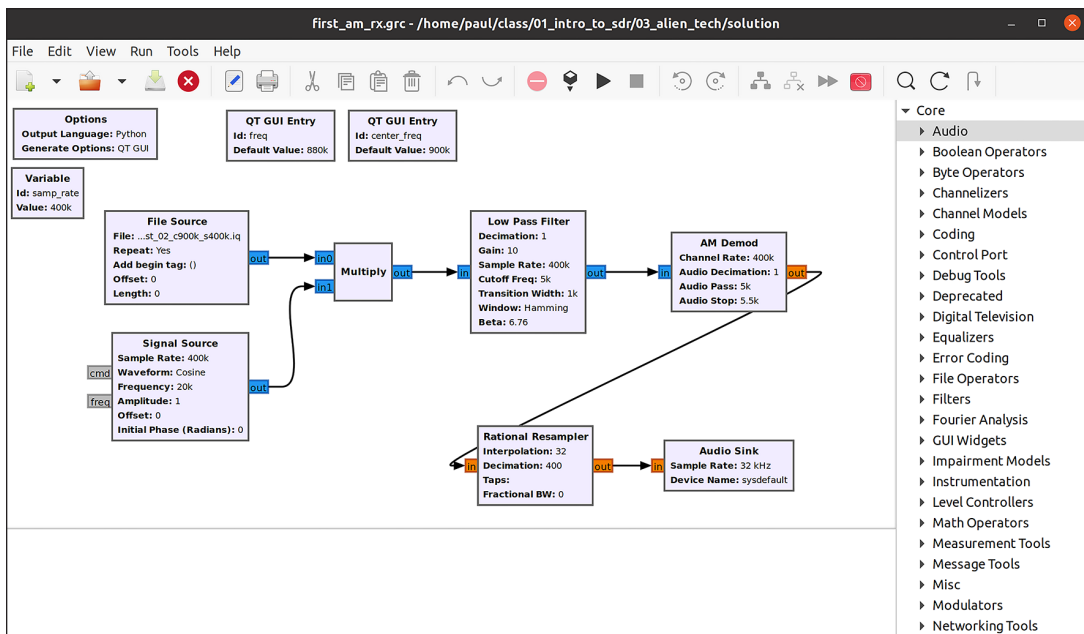 first_am_rx.grc - /home/paul/class/01_intro_to_sdr/03_alien_tech/solution
File Edit View Run Tools Help
Options
Output Language: Python
Generate Options: QT GUI
QT GUI Entry
Id: freq
Default Value: 880k
QT GUI Entry
Id: center_freq
Default Value: 900k
Variable
Id: samp_rate
Value: 400k
File Source
File: ...st_02_c900k_s400k.iq
Repeat: Yes
Add begin tag: ()
Offset: 0
Length: 0
out
in0
in1
Multiply
out
Low Pass Filter
Decimation: 1
Gain: 10
Sample Rate: 400k
Cutoff Freq: 5k
Transition Width: 1k
Window: Hamming
Beta: 6.76
in
out
AM Demod
Channel Rate: 400k
Audio Decimation: 1
Audio Pass: 5k
Audio Stop: 5.5k
in
out
Signal Source
Sample Rate: 400k
Waveform: Cosine
Frequency: 20k
Amplitude: 1
Offset: 0
Initial Phase (Radians): 0
cmd
freq
out
Rational Resampler
Interpolation: 32
Decimation: 400
Taps:
Fractional BW: 0
in
out
Audio Sink
Sample Rate: 32 kHz
Device Name: sysdefault
in
Core
Audio
Boolean Operators
Byte Operators
Channelizers
Channel Models
Coding
Control Port
Debug Tools
Deprecated
Digital Television
Equalizers
Error Coding
File Operators
Filters
Fourier Analysis
GUI Widgets
Impairment Models
Instrumentation
Level Controllers
Math Operators
Measurement Tools
Message Tools
Misc
Modulators
Networking Tools